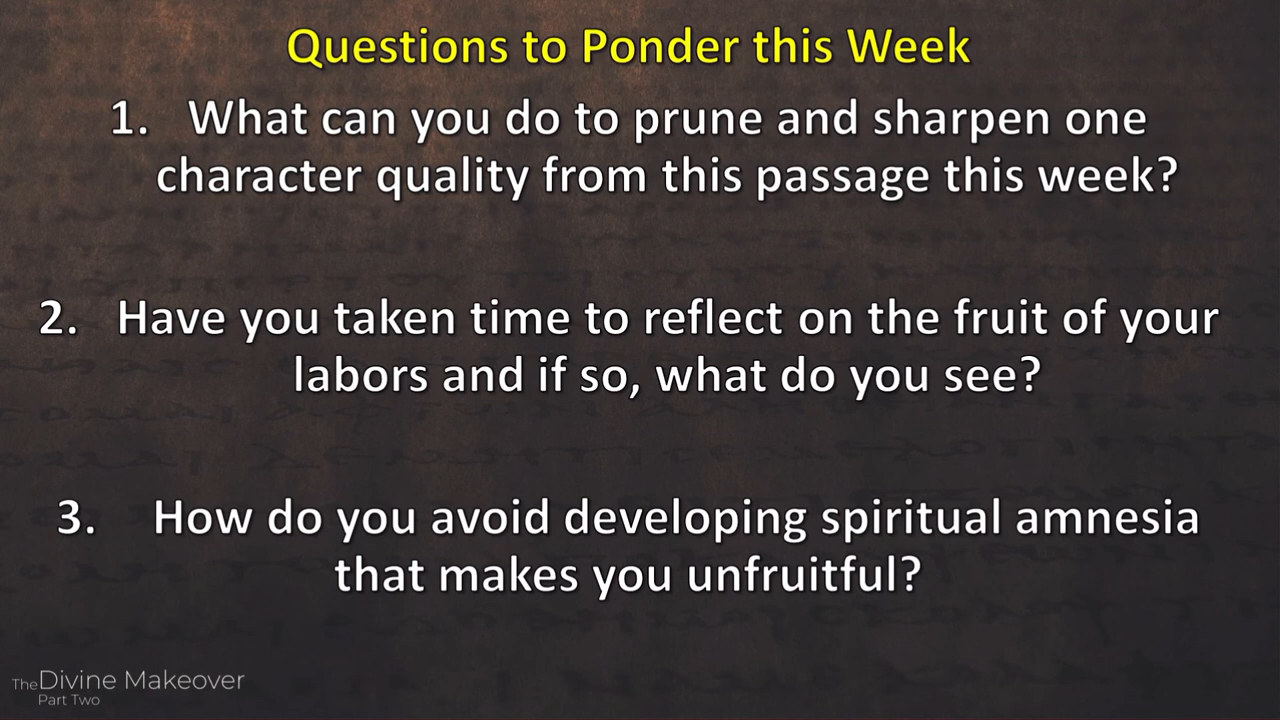 Questions to Ponder this Week
1. What can you do to prune and sharpen one
character quality from this passage this week?
2. Have you taken time to reflect on the fruit of your
labors and if so, what do you see?
3. How do you avoid developing spiritual amnesia
that makes you unfruitful?
The Divine Makeover
Part Two